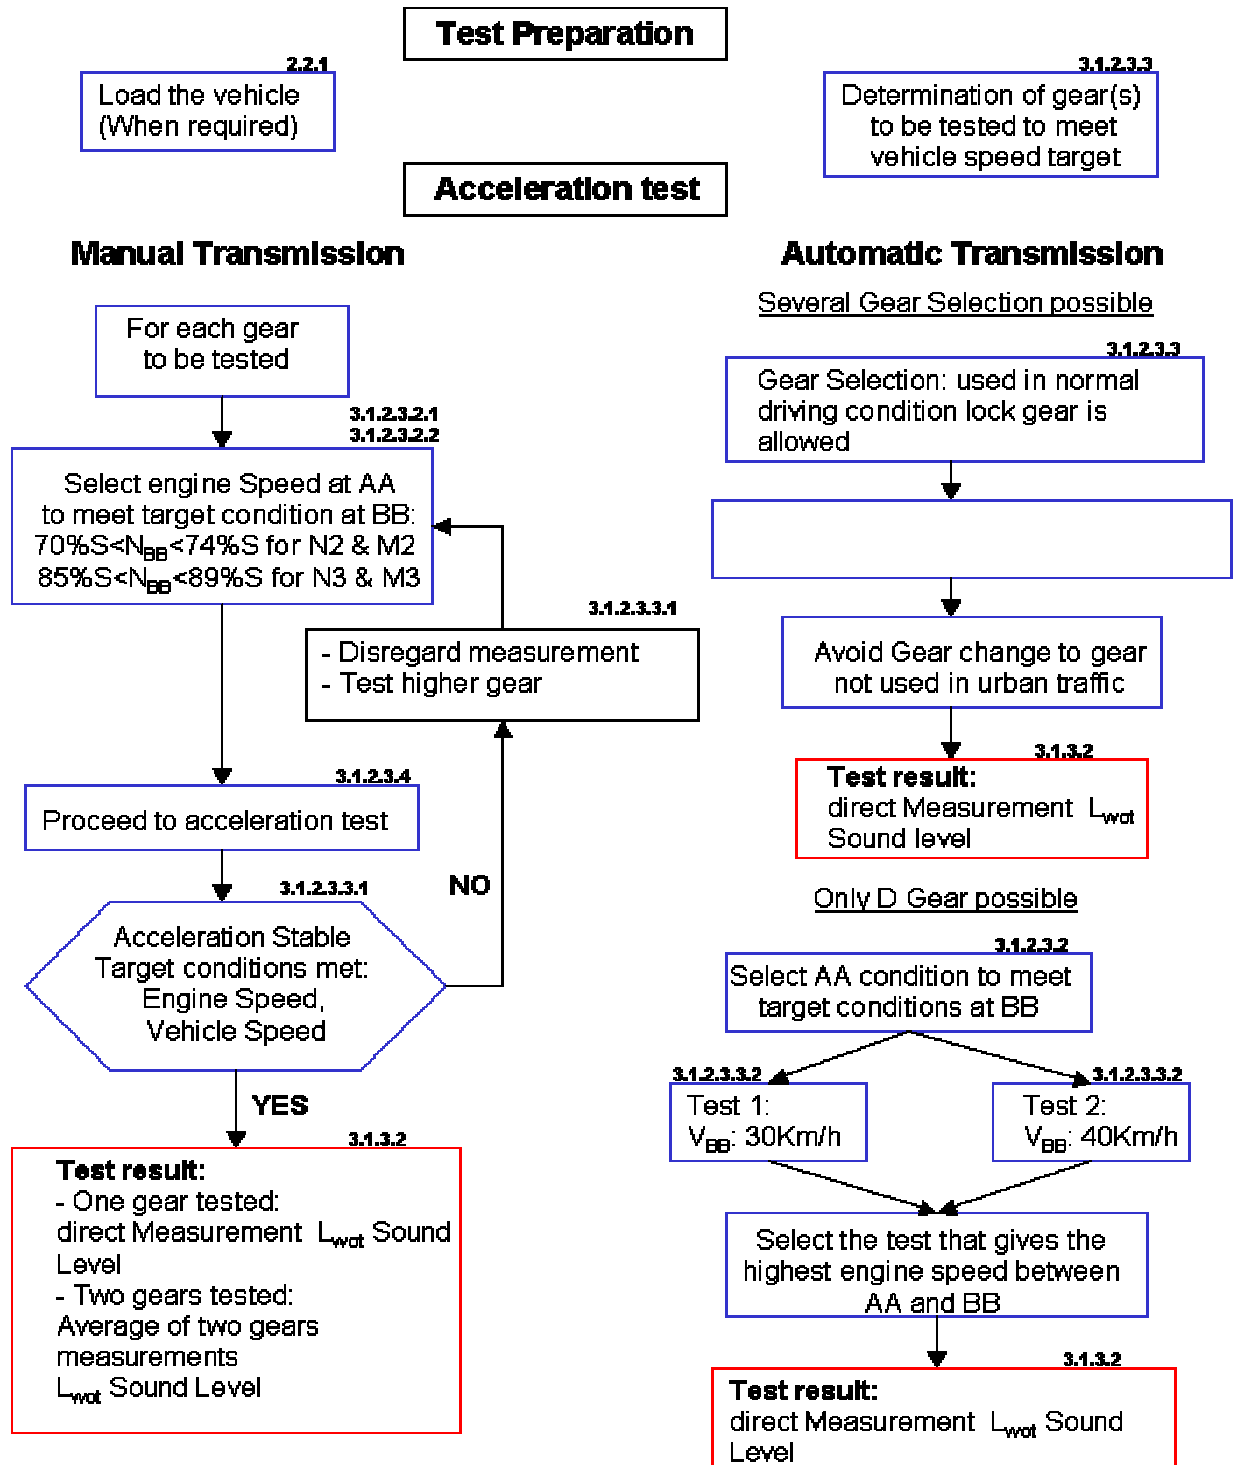 Test Preparation
2.2.1
Load the vehicle
(When required)
3.1.2.3.3
Determination of gear(s)
to be tested to meet
vehicle speed target
Acceleration test
Manual Transmission
For each gear
to be tested
3.1.2.3.2.1
3.1.2.3.2.2
Select engine Speed at AA
to meet target condition at BB:
70%S<NBB<74%S for N2 & M2
85%S<NBB<89%S for N3 & M3
3.1.2.3.3.1
- Disregard measurement
- Test higher gear
3.1.2.3.4
Proceed to acceleration test
3.1.2.3.3.1
Acceleration Stable
Target conditions met:
Engine Speed,
Vehicle Speed
NO
YES
3.1.3.2
Test result:
- One gear tested:
direct Measurement Lwot Sound
Level
- Two gears tested:
Average of two gears
measurements
Lwot Sound Level
Automatic Transmission
Several Gear Selection possible
3.1.2.3.3
Gear Selection: used in normal
driving condition lock gear is
allowed
Avoid Gear change to gear
not used in urban traffic
3.1.3.2
Test result:
direct Measurement Lwot
Sound level
Only D Gear possible
3.1.2.3.2
Select AA condition to meet
target conditions at BB
3.1.2.3.3.2
Test 1:
VBB: 30Km/h
3.1.2.3.3.2
Test 2:
VBB: 40Km/h
Select the test that gives the
highest engine speed between
AA and BB
3.1.3.2
Test result:
direct Measurement Lwot Sound
Level